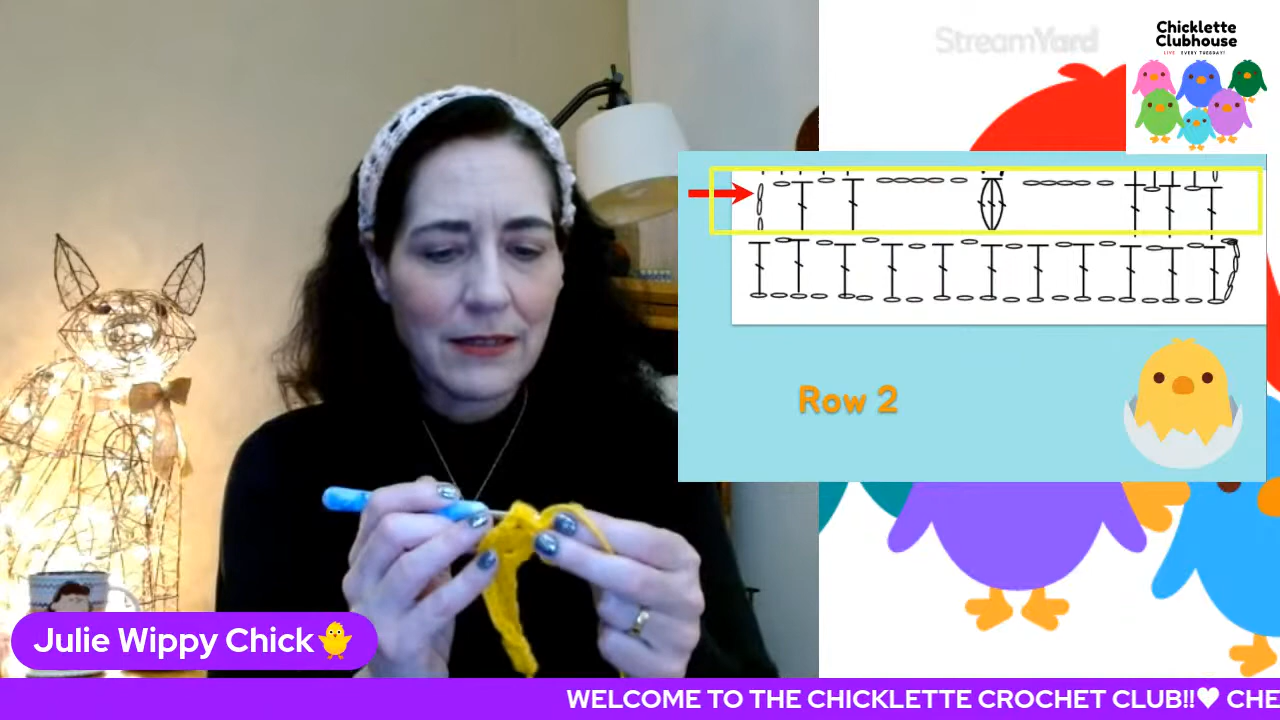 StreamYard
Chicklette
Clubhouse
LIVE EVERY TUESDAY!
Row 2
Julie Wippy Chick🐥
WELCOME TO THE CHICKLETTE CROCHET CLUB!!♥ CHE